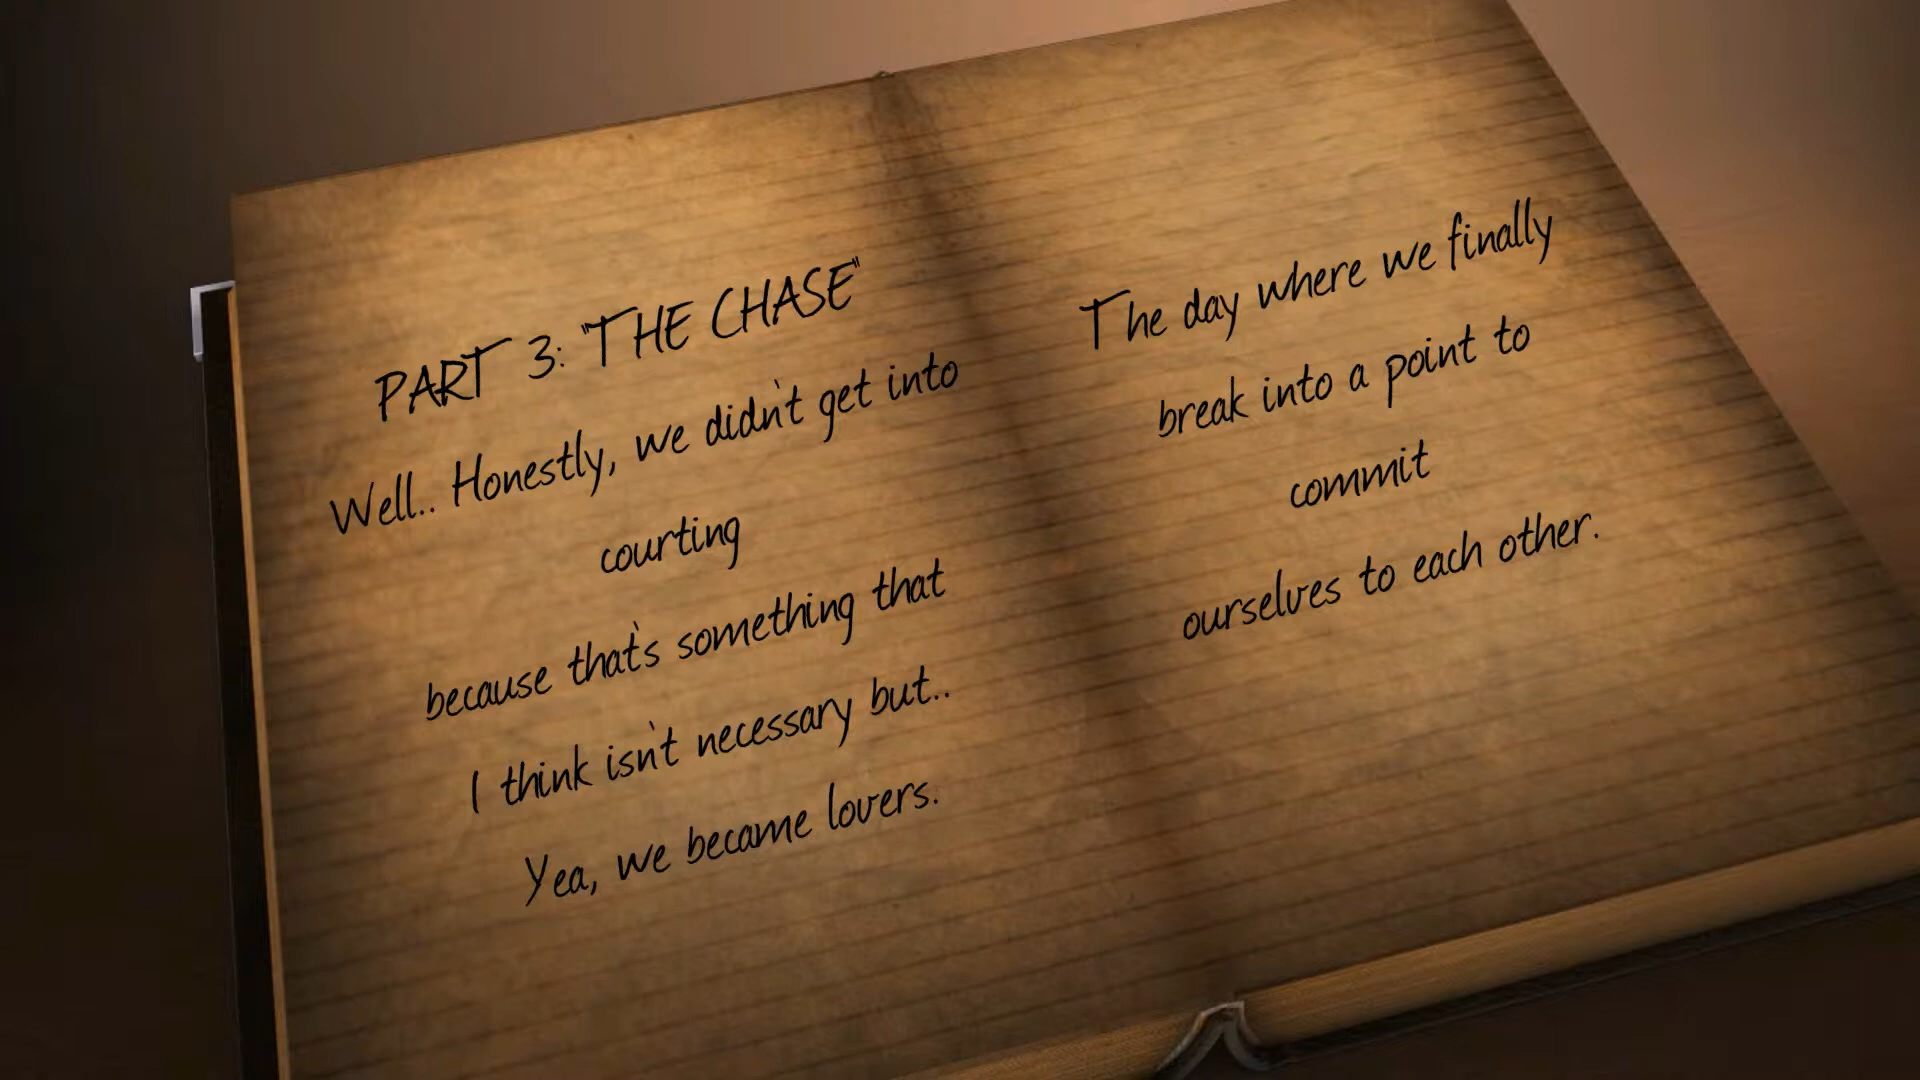 PART 3: "THE CHASE"
Well.. Honestly, we didn't get into
courting
because that's something that
I think isn't necessary but..
Yea, we became lovers.
The day where we finally
break into a point to
commit
ourselves to each other.